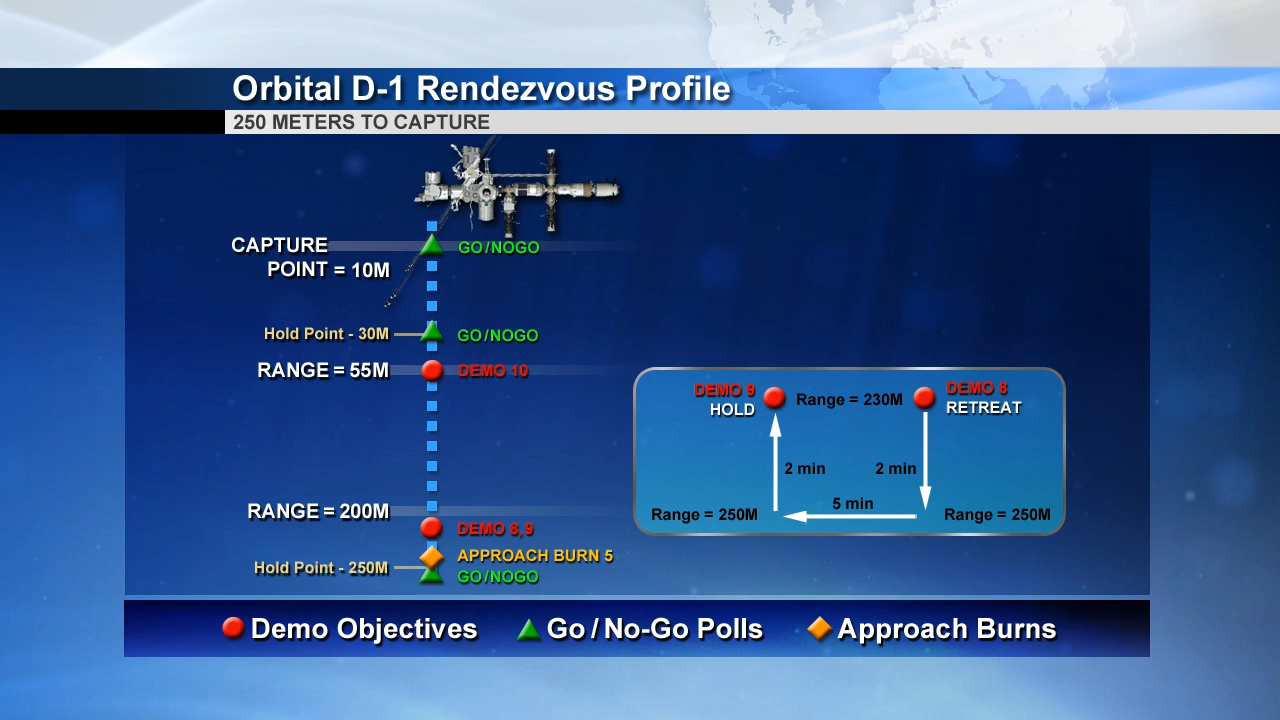 Orbital D-1 Rendezvous Profile
250 METERS TO CAPTURE
CAPTURE
POINT = 10M
GO/NOGO
Hold Point - 30M
GO/NOGO
RANGE = 55M
DEMO 10
RANGE = 200M
DEMO 8,9
APPROACH BURN 5
Hold Point - 250M
GO/NOGO
DEMO 9
HOLD
Range = 230M
DEMO 8
RETREAT
2 min
2 min
5 min
Range = 250M
Range = 250M
Demo Objectives
Go / No-Go Polls
Approach Burns